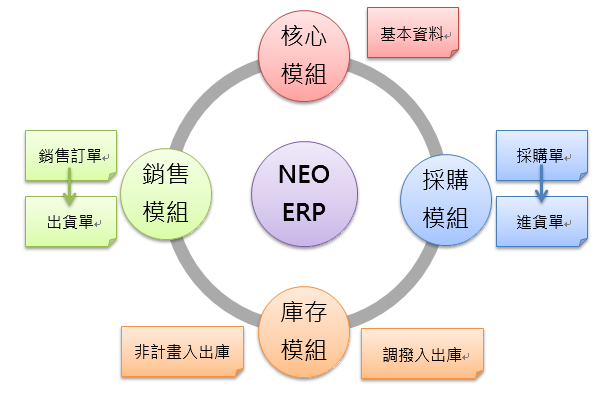 核心
模組
基本資料
銷售訂單
出貨單
銷售
模組
NEO
ERP
採購
模組
採購單
進貨單
庫存
模組
非計畫入出庫
調撥入出庫